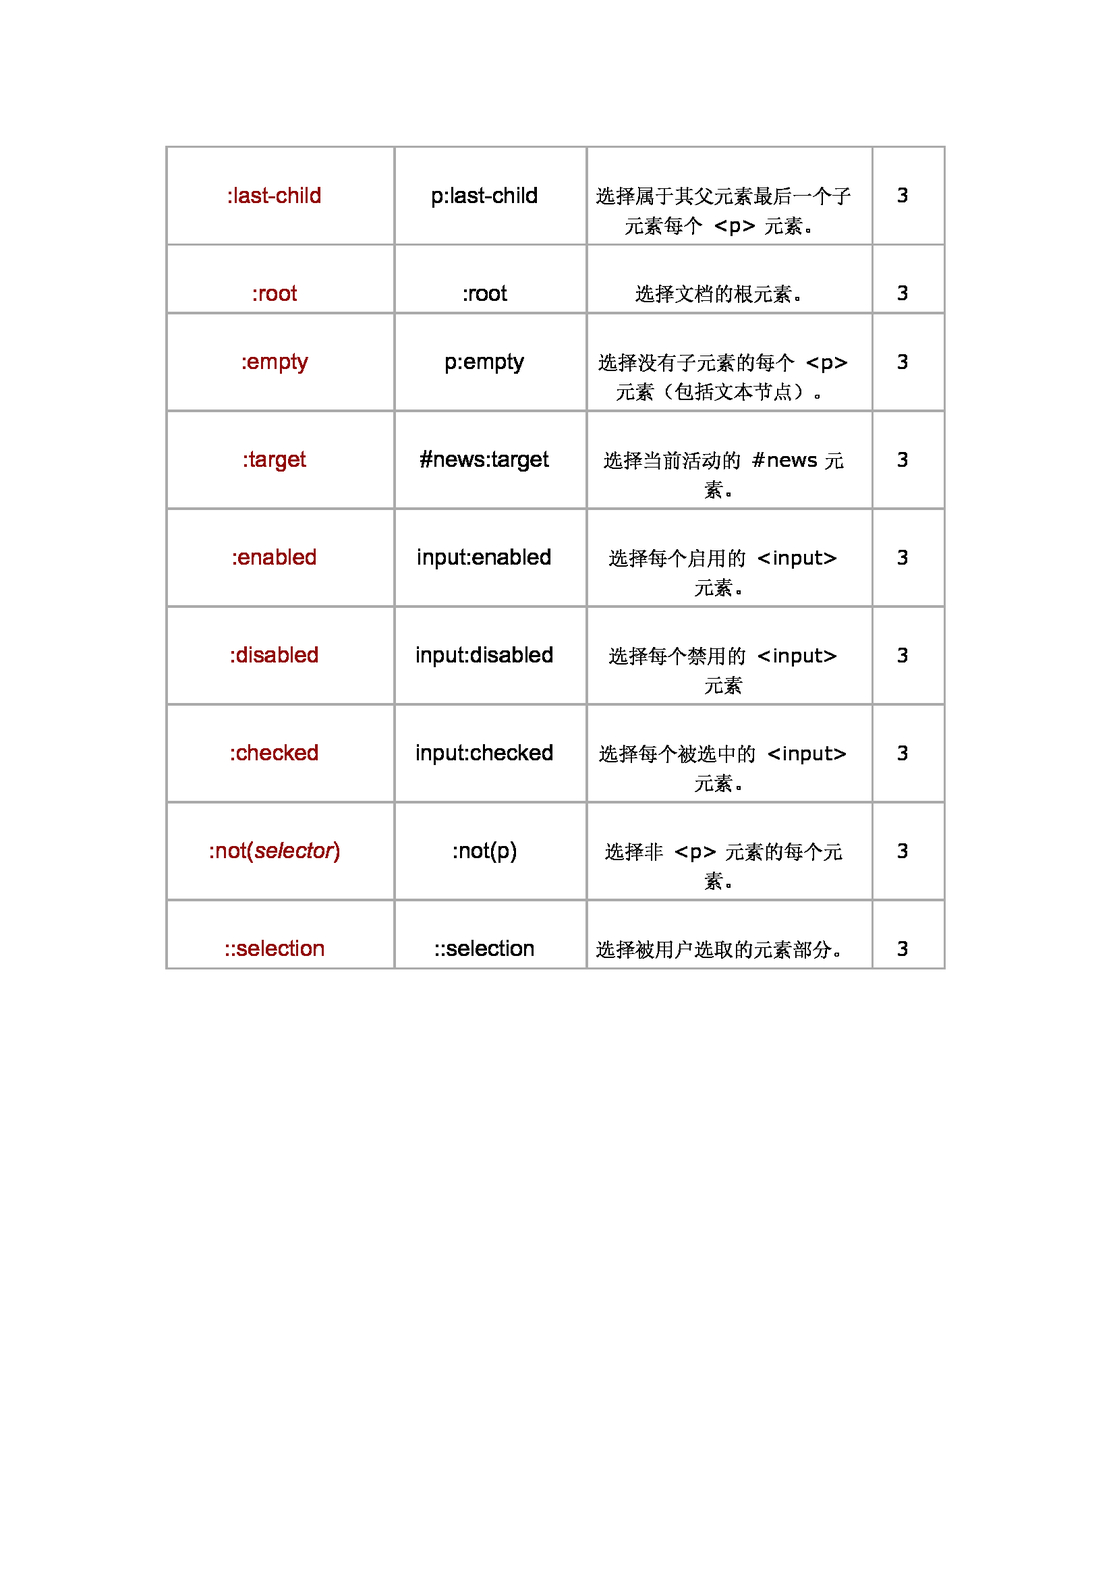 :last-child p:last-child 选择属于其父元素最后一个子 3
元素每个 <p> 元素。
:root :root 选择文档的根元素。 3
:empty p:empty 选择没有子元素的每个 <p> 3
元素（包括文本节点）。
:target #news:target 选择当前活动的 #news 元 3
素。
:enabled input:enabled 选择每个启用的 <input> 3
元素。
:disabled input:disabled 选择每个禁用的 <input> 3
元素
:checked input:checked 选择每个被选中的 <input> 3
元素。
:not(selector) :not(p) 选择非 <p> 元素的每个元 3
素。
::selection ::selection 选择被用户选取的元素部分。 3